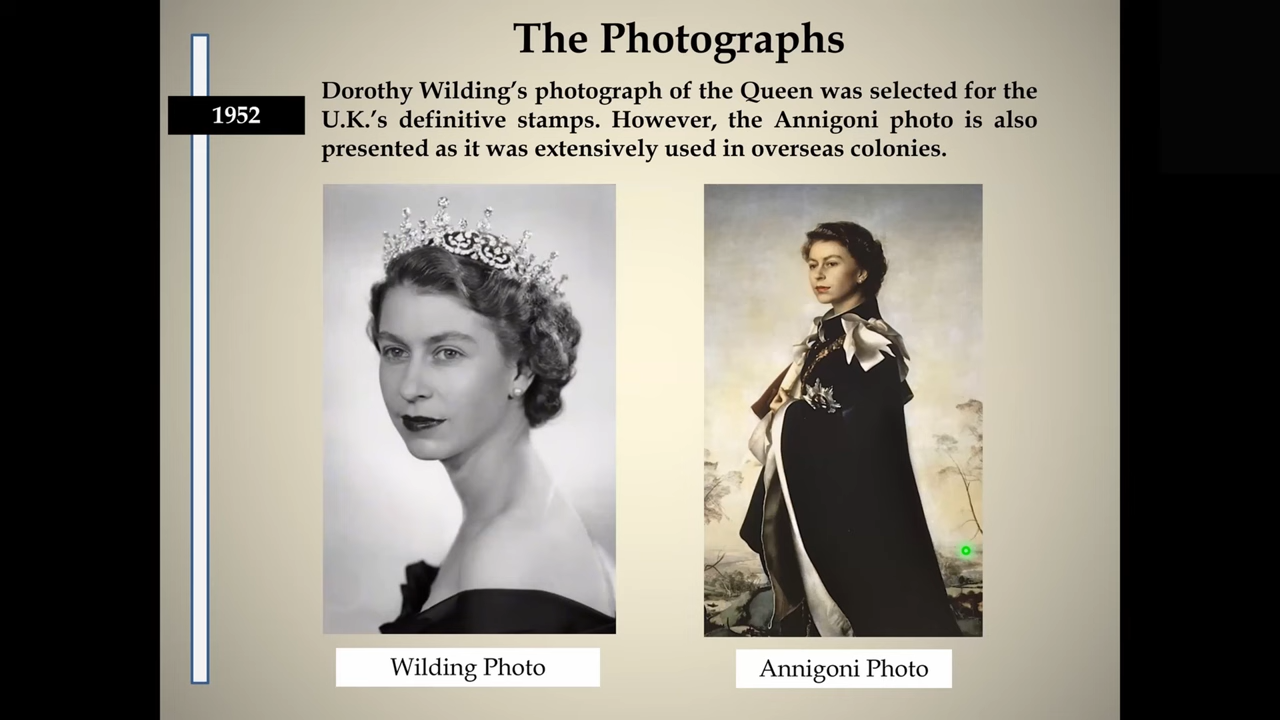 The Photographs
1952
Dorothy Wilding's photograph of the Queen was selected for the
U.K.'s definitive stamps. However, the Annigoni photo is also
presented as it was extensively used in overseas colonies.
Wilding Photo
Annigoni Photo